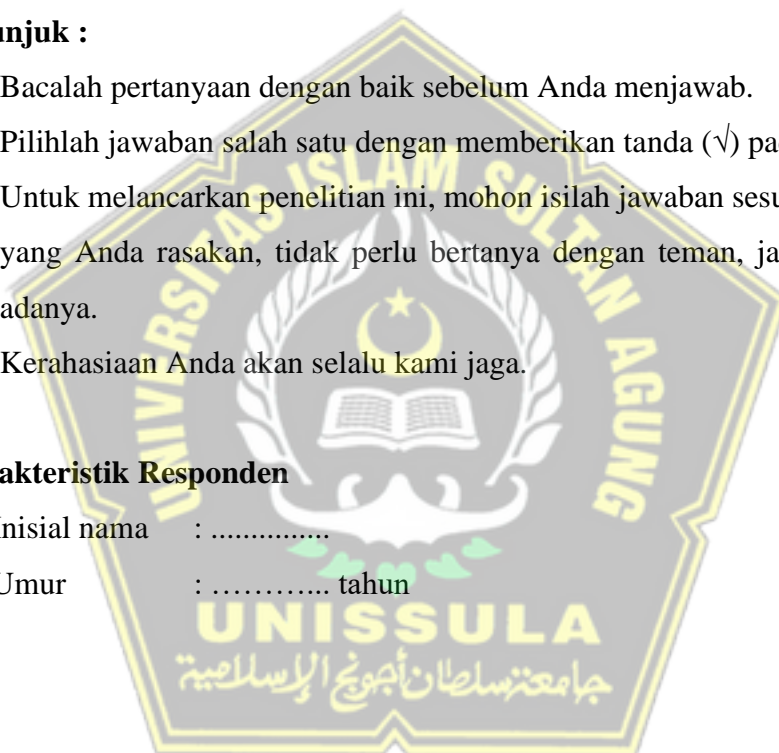 unjuk :
Bacalah pertanyaan dengan baik sebelum Anda menjawab.
Pilihlah jawaban salah satu dengan memberikan tanda (√) pa
Untuk melancarkan penelitian ini, mohon isilah jawaban sesu
yang Anda rasakan, tidak perlu bertanya dengan teman, ja
adanya.
Kerahasiaan Anda akan selalu kami jaga.
akteristik Responden
Inisial nama : ...............
Umur : ………... tahun
UNIVERSITAS ISLAM SULTAN AGUNG
UNISSULA
جامعة سلطان أجونج الإسلامية